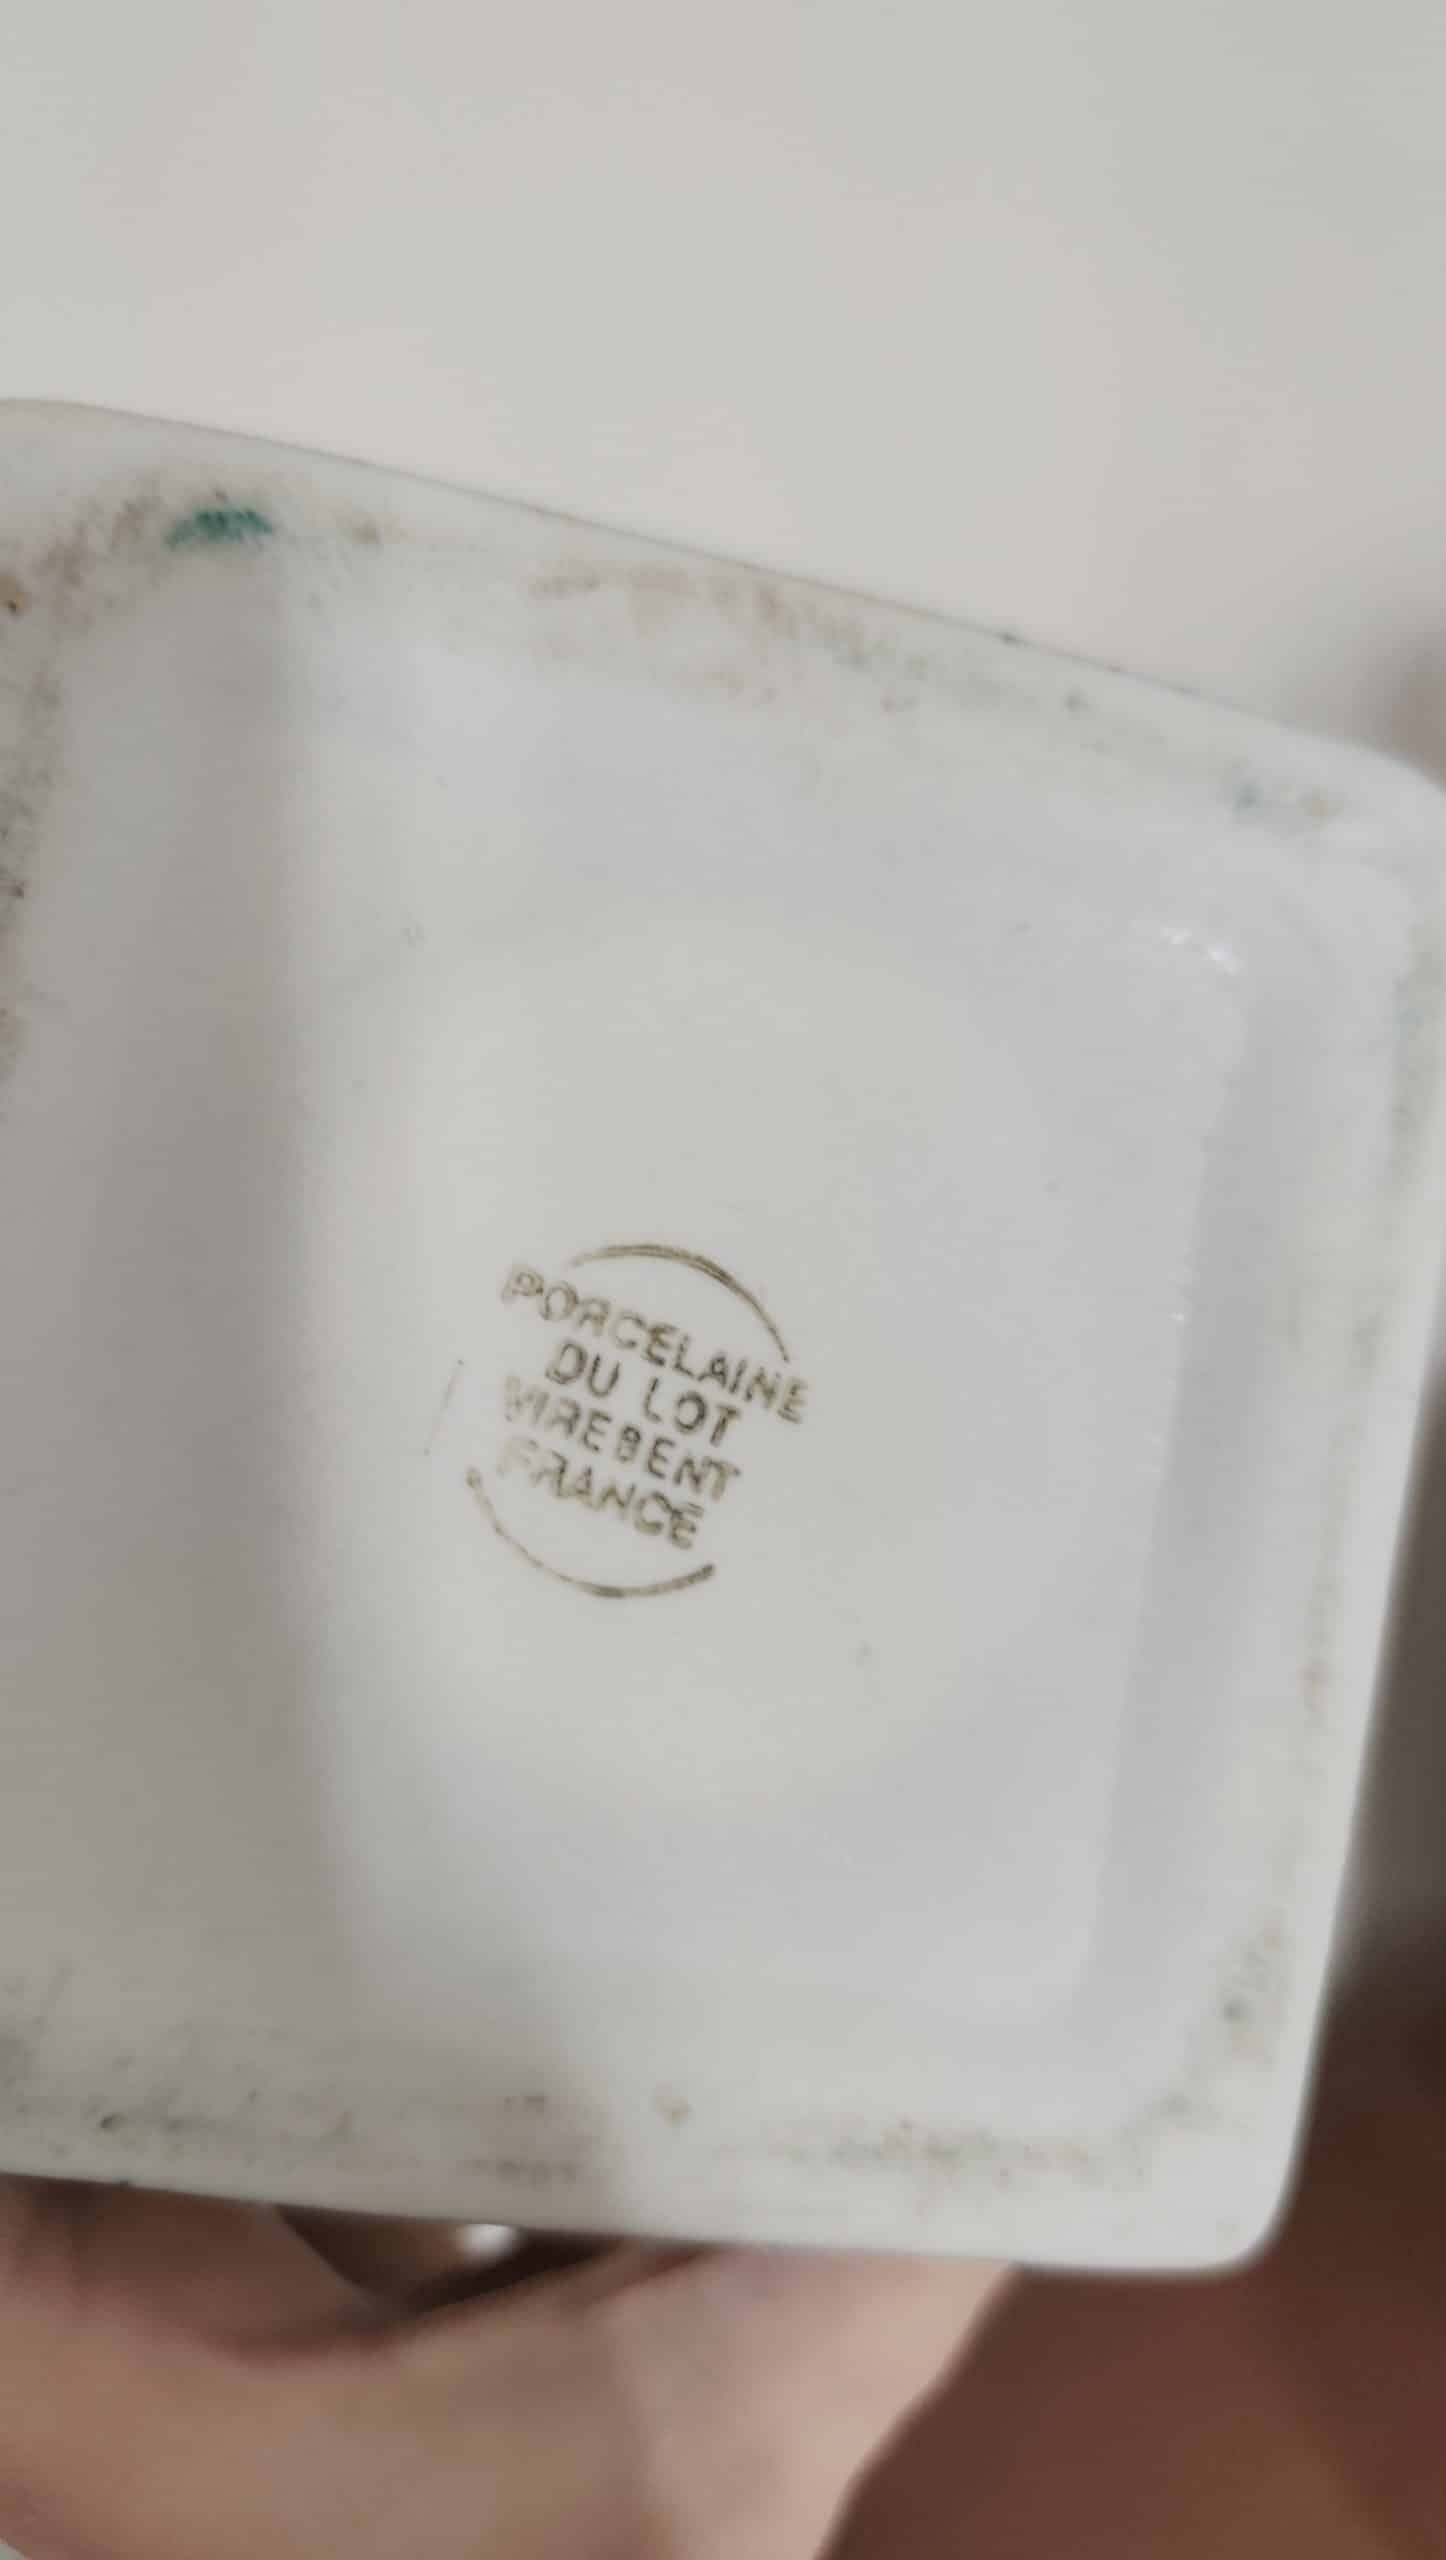 PORCELAINE
DU LOT
VIREBENT
FRANCE